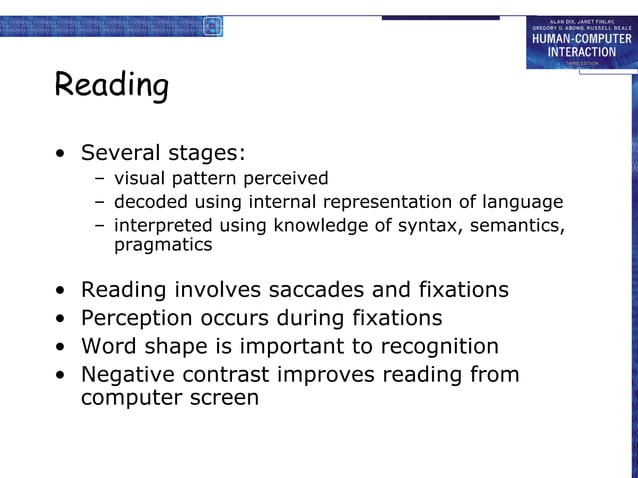 ALAN DIX, JANET FINLAY,
GREGORY D. ABOWD, RUSSELL BEALE
HUMAN-COMPUTER
INTERACTION
THIRD EDITION
Reading
• Several stages:
– visual pattern perceived
– decoded using internal representation of language
– interpreted using knowledge of syntax, semantics,
pragmatics
• Reading involves saccades and fixations
• Perception occurs during fixations
• Word shape is important to recognition
• Negative contrast improves reading from
computer screen